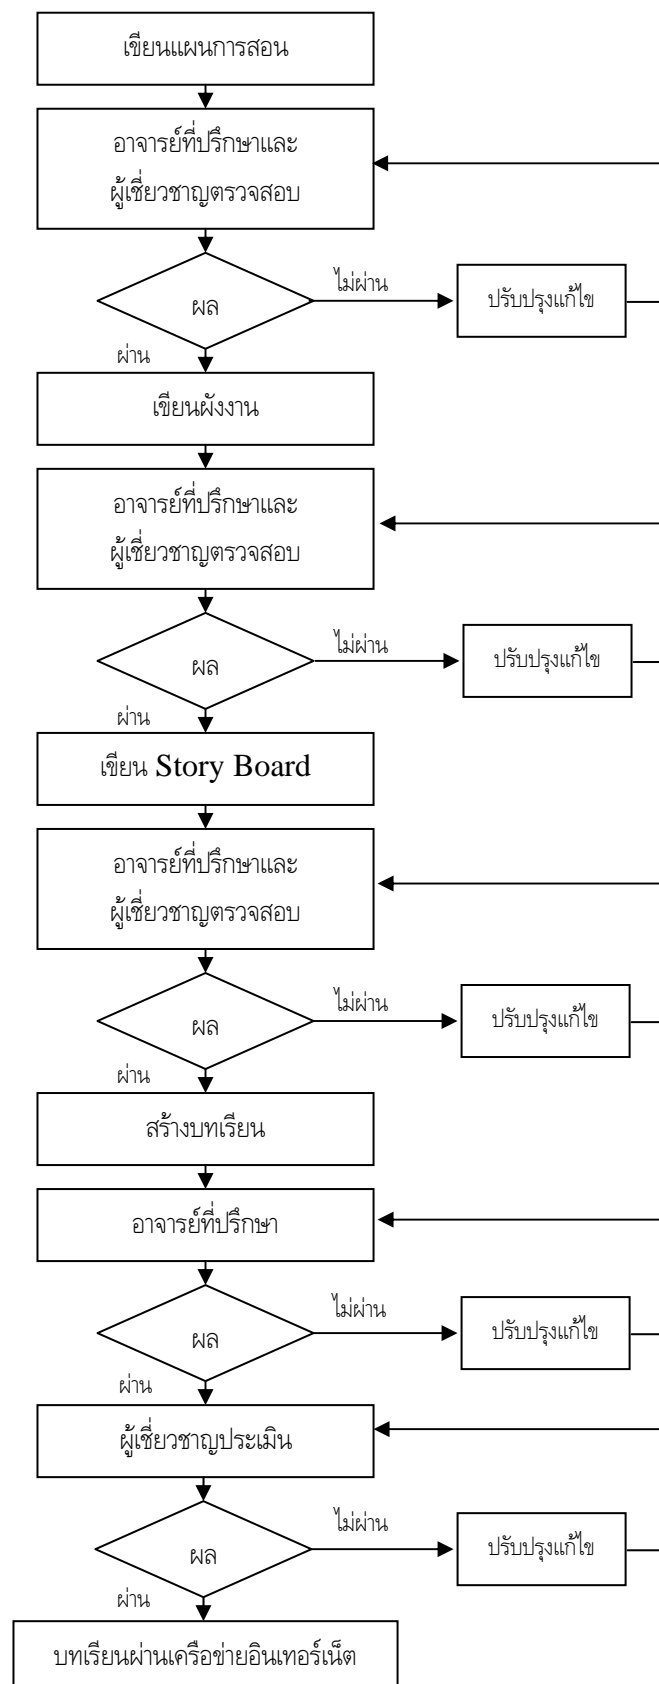 เขียนแผนการสอน
อาจารย์ที่ปรึกษาและ
ผู้เชี่ยวชาญตรวจสอบ
ผล
ไม่ผ่าน
ปรับปรุงแก้ไข
ผ่าน
เขียนผังงาน
อาจารย์ที่ปรึกษาและ
ผู้เชี่ยวชาญตรวจสอบ
ผล
ไม่ผ่าน
ปรับปรุงแก้ไข
ผ่าน
เขียน Story Board
อาจารย์ที่ปรึกษาและ
ผู้เชี่ยวชาญตรวจสอบ
ผล
ไม่ผ่าน
ปรับปรุงแก้ไข
ผ่าน
สร้างบทเรียน
อาจารย์ที่ปรึกษา
ผล
ไม่ผ่าน
ปรับปรุงแก้ไข
ผ่าน
ผู้เชี่ยวชาญประเมิน
ผล
ไม่ผ่าน
ปรับปรุงแก้ไข
ผ่าน
บทเรียนผ่านเครือข่ายอินเทอร์เน็ต